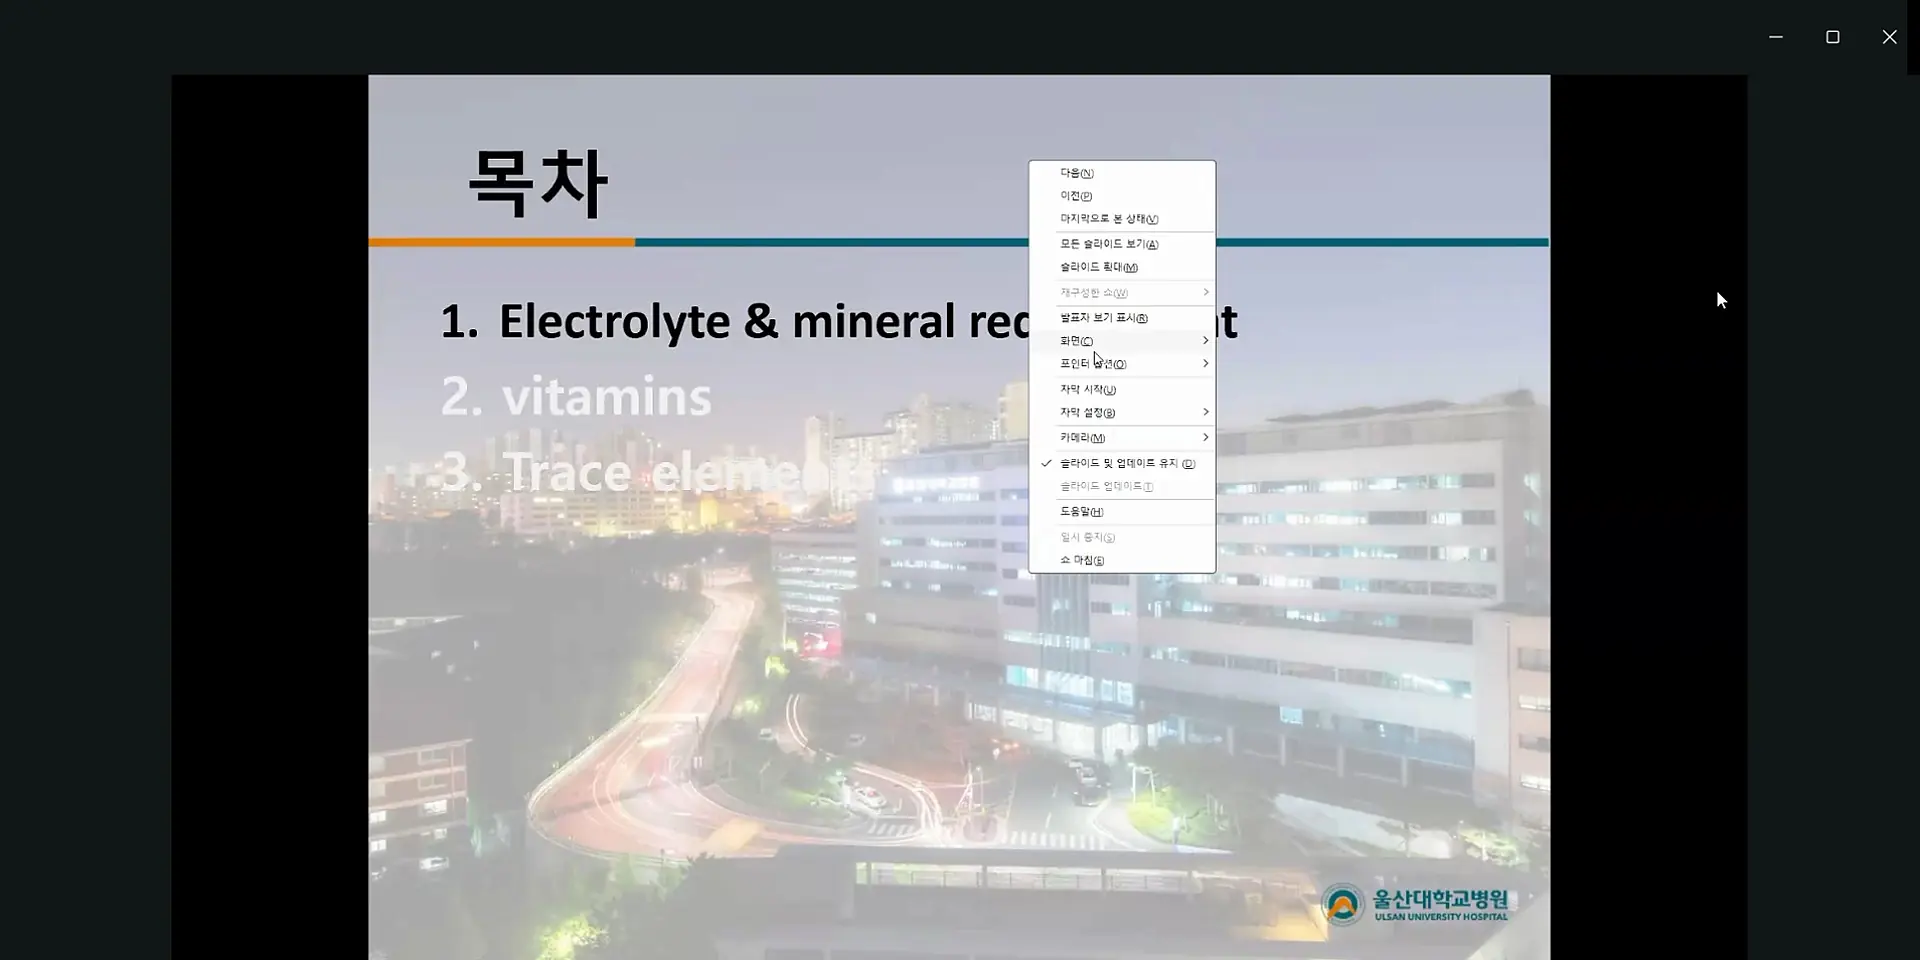 목차
1. Electrolyte & mineral
2. vitamins
3. Trace elements
다음(N)
이전(P)
마지막으로 본 상태(V)
모든 슬라이드 보기(A)
슬라이드 확대(M)
재구성한 쇼(W)
발표자 보기 표시(R)
화면(C)
포인터 옵션(O)
자막 시작(U)
자막 설정(B)
카메라(M)
슬라이드 및 업데이트 유지 (D)
슬라이드 업데이트(T)
도움말(H)
일시 중지(S)
쇼 마침(E)
울산대학교병원
ULSAN UNIVERSITY HOSPITAL